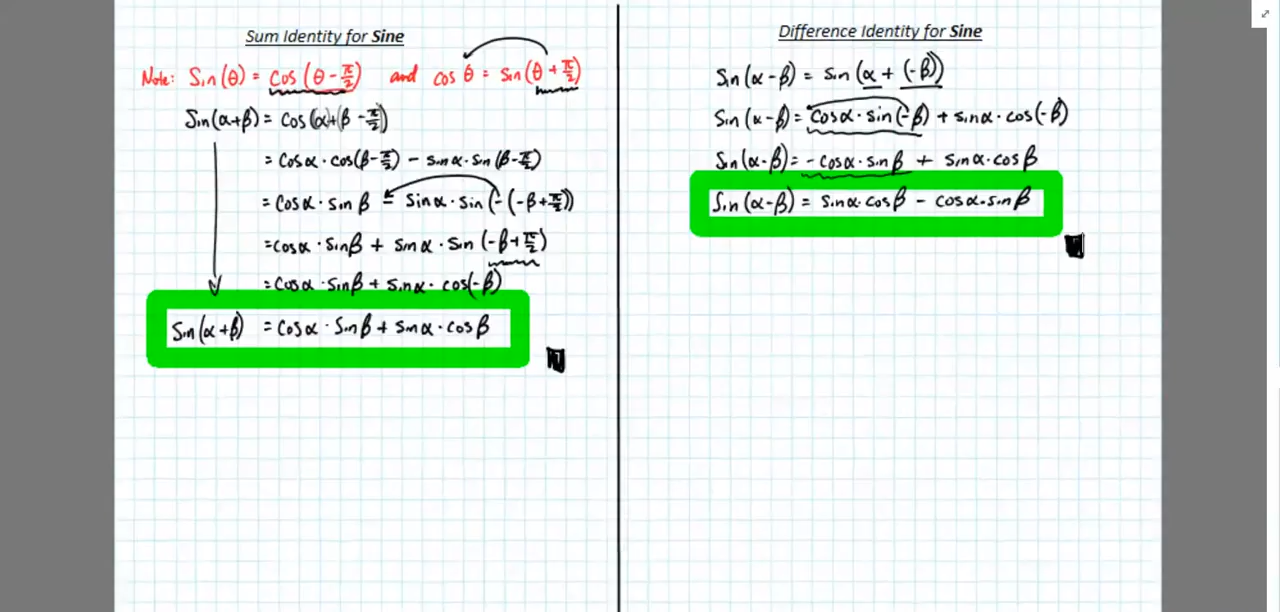 Sum Identity for Sine
Note: Sin(θ) = cos(θ - π/2) and cos θ = sin(θ + π/2)
Sin(α+β) = cos(α+(β - π/2))
= cosα · cos(β - π/2) - sinα · sin(β - π/2)
= cosα · sinβ - sinα · sin(-(-β + π/2))
= cosα · sinβ + sinα · sin(-β + π/2)
= cosα · sinβ + sinα · cos(-β)
Sin(α+β) = cosα · sinβ + sinα · cosβ
Difference Identity for Sine
Sin(α-β) = sin(α + (-β))
Sin(α-β) = cosα · sin(-β) + sinα · cos(-β)
Sin(α-β) = -cosα · sinβ + sinα · cosβ
Sin(α-β) = sinα · cosβ - cosα · sinβ